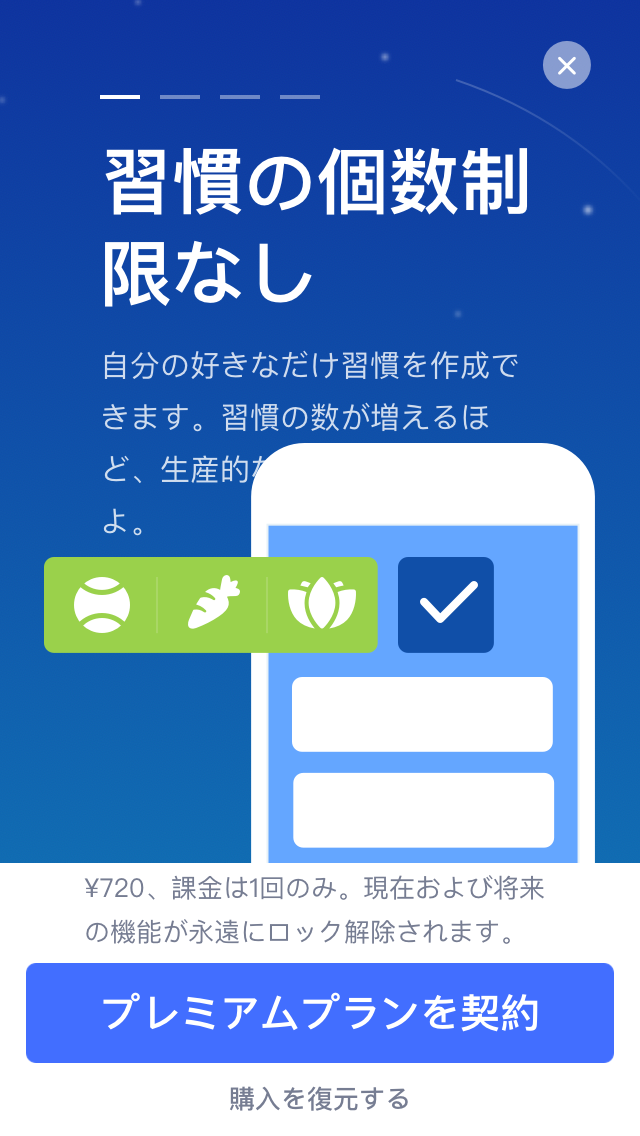 習慣の個数制
限なし
自分の好きなだけ習慣を作成で
きます。習慣の数が増えるほ
ど、生産的
よ。
¥720、課金は1回のみ。現在および将来
の機能が永遠にロック解除されます。
プレミアムプランを契約
購入を復元する